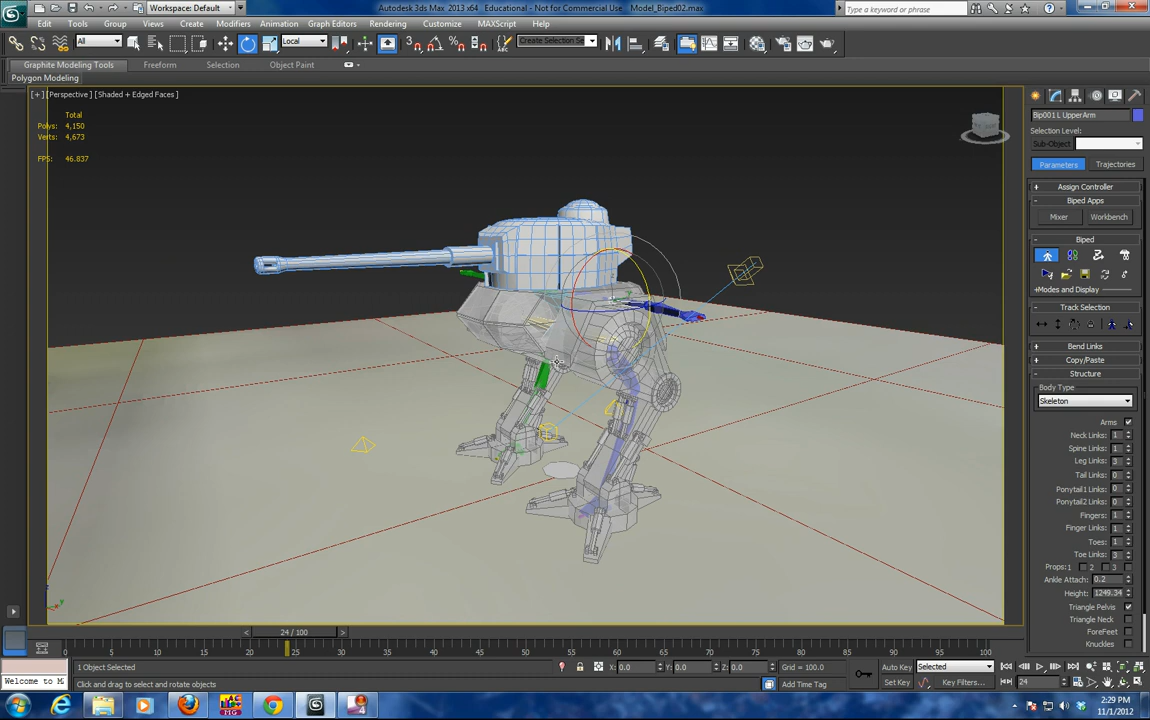 Workspace: Default
Autodesk 3ds Max 2013 x64   Educational - Not for Commercial Use   Model_Biped02.max
Type a keyword or phrase
Edit Tools Group Views Create Modifiers Animation Graph Editors Rendering Customize MAXScript Help
All Local Create Selection Se
Graphite Modeling Tools Freeform Selection Object Paint
Polygon Modeling
[+][Perspective][Shaded + Edged Faces]
Total
Polys: 4,150
Verts: 4,673
FPS: 46.837
Bip001 L UpperArm
Selection Level:
Sub-Object
Parameters Trajectories
Assign Controller
Biped Apps
Mixer Workbench
Biped
+Modes and Display
Track Selection
Bend Links
Copy/Paste
Structure
Body Type
Skeleton
Arms
Neck Links: 1
Spine Links: 1
Leg Links: 3
Tail Links: 0
Ponytail1 Links: 0
Ponytail2 Links: 0
Fingers: 1
Finger Links: 1
Toes: 1
Toe Links: 3
Props: 1 2 3
Ankle Attach: 0.2
Height: 1249.34
Triangle Pelvis
Triangle Neck
ForeFeet
Knuckles
< 24 / 100 >
0 5 10 15 20 25 30 35 40 45 50 55 60 65 70 75 80 85 90 95 100
1 Object Selected X: 0.0 Y: 0.0 Z: 0.0 Grid = 100.0 Auto Key Selected
Welcome to M Click and drag to select and rotate objects Add Time Tag Set Key Key Filters... 24
2:29 PM
11/1/2012